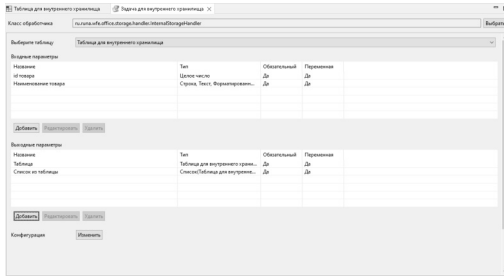 Таблица для внутреннего хранилища
Задача для внутреннего хранилища
Класс обработчика ru.runa.wfe.office.storage.handler.InternalStorageHandler Выбрать
Выберите таблицу Таблица для внутреннего хранилища
Входные параметры
Название Тип Обязательный Переменная
id товара Целое число Да Да
Наименование товара Строка, Текст, Форматированн... Да Да
Добавить Редактировать Удалить
Выходные параметры
Название Тип Обязательный Переменная
Таблица Таблица для внутреннего храни... Да Да
Список из таблицы Список(Таблица для внутренне... Да Да
Добавить Редактировать Удалить
Конфигурация Изменить